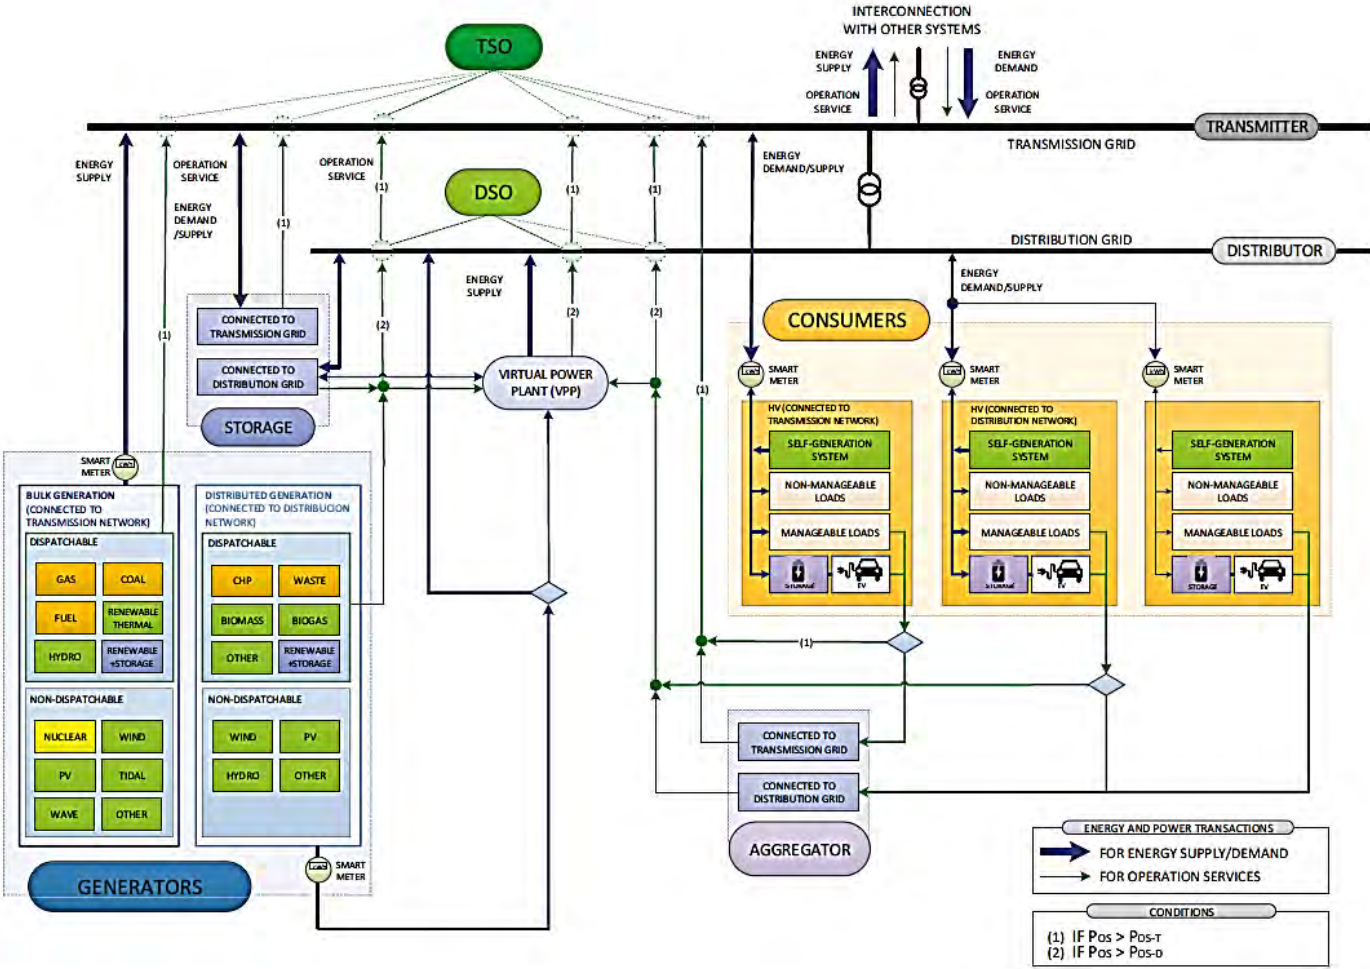 INTERCONNECTION
WITH OTHER SYSTEMS
TSO
ENERGY
SUPPLY
ENERGY
DEMAND
OPERATION
SERVICE
OPERATION
SERVICE
TRANSMITTER
TRANSMISSION GRID
ENERGY
SUPPLY
OPERATION
SERVICE
ENERGY
DEMAND
/SUPPLY
OPERATION
SERVICE
ENERGY
DEMAND/SUPPLY
(1)
(1)
(1)
(1)
DSO
DISTRIBUTION GRID
DISTRIBUTOR
ENERGY
SUPPLY
ENERGY
DEMAND/SUPPLY
(1)
(2)
(2)
(2)
CONNECTED TO
TRANSMISSION GRID
CONNECTED TO
DISTRIBUTION GRID
STORAGE
VIRTUAL POWER
PLANT (VPP)
(1)
CONSUMERS
SMART
METER
SMART
METER
SMART
METER
HV (CONNECTED TO
TRANSMISSION NETWORK)
SELF-GENERATION
SYSTEM
NON-MANAGEABLE
LOADS
MANAGEABLE LOADS
STORAGE
EV
HV (CONNECTED TO
DISTRIBUTION NETWORK)
SELF-GENERATION
SYSTEM
NON-MANAGEABLE
LOADS
MANAGEABLE LOADS
STORAGE
EV
SELF-GENERATION
SYSTEM
NON-MANAGEABLE
LOADS
MANAGEABLE LOADS
STORAGE
EV
(1)
SMART
METER
BULK GENERATION
(CONNECTED TO
TRANSMISSION NETWORK)
DISPATCHABLE
GAS
COAL
FUEL
RENEWABLE
THERMAL
HYDRO
RENEWABLE
+STORAGE
NON-DISPATCHABLE
NUCLEAR
WIND
PV
TIDAL
WAVE
OTHER
DISTRIBUTED GENERATION
(CONNECTED TO DISTRIBUCION
NETWORK)
DISPATCHABLE
CHP
WASTE
BIOMASS
BIOGAS
OTHER
RENEWABLE
+STORAGE
NON-DISPATCHABLE
WIND
PV
HYDRO
OTHER
SMART
METER
GENERATORS
CONNECTED TO
TRANSMISSION GRID
CONNECTED TO
DISTRIBUTION GRID
AGGREGATOR
ENERGY AND POWER TRANSACTIONS
FOR ENERGY SUPPLY/DEMAND
FOR OPERATION SERVICES
CONDITIONS
(1) IF POS > POS-T
(2) IF POS > POS-D